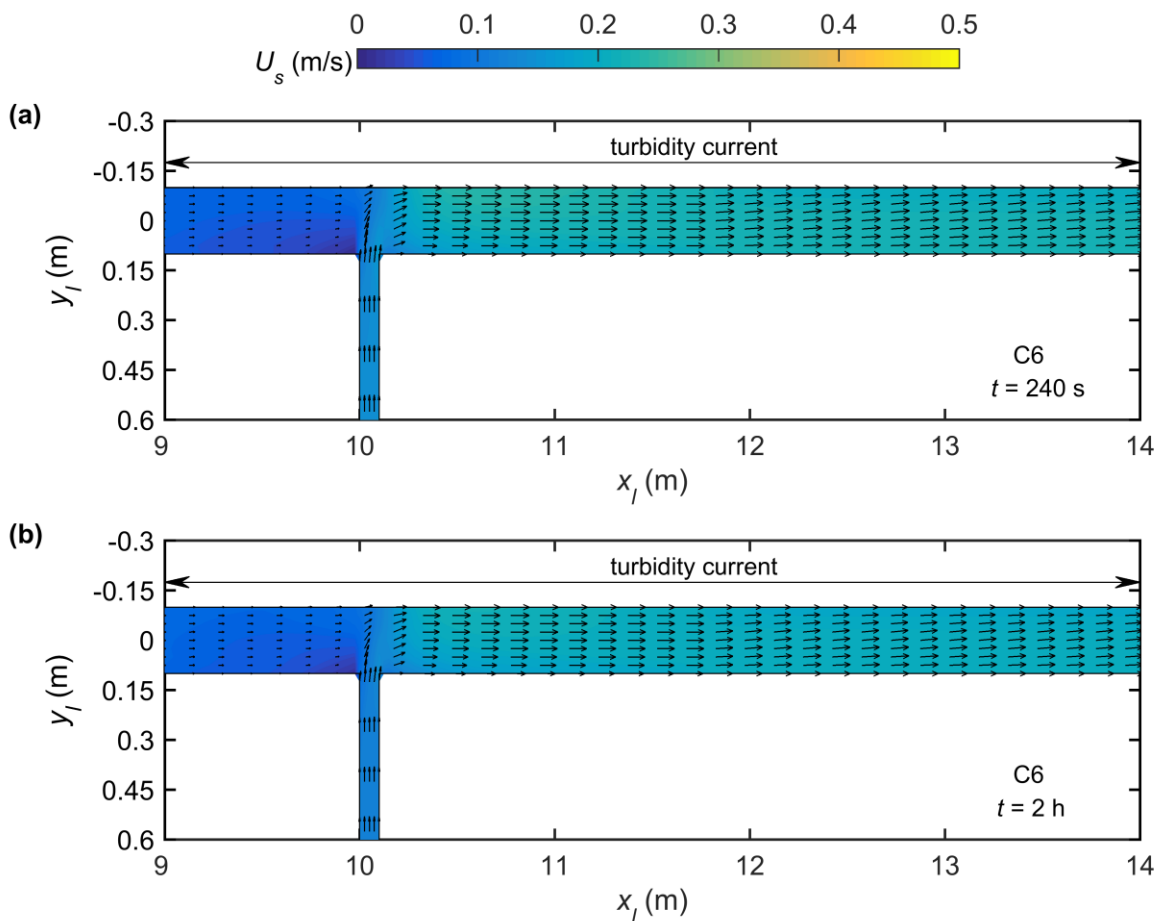 0 0.1 0.2 0.3 0.4 0.5
U_s (m/s)
(a)
turbidity current
-0.3
-0.15
0
0.15
0.3
0.45
0.6
y_l (m)
C6
t = 240 s
9 10 11 12 13 14
x_l (m)
(b)
turbidity current
-0.3
-0.15
0
0.15
0.3
0.45
0.6
y_l (m)
C6
t = 2 h
9 10 11 12 13 14
x_l (m)